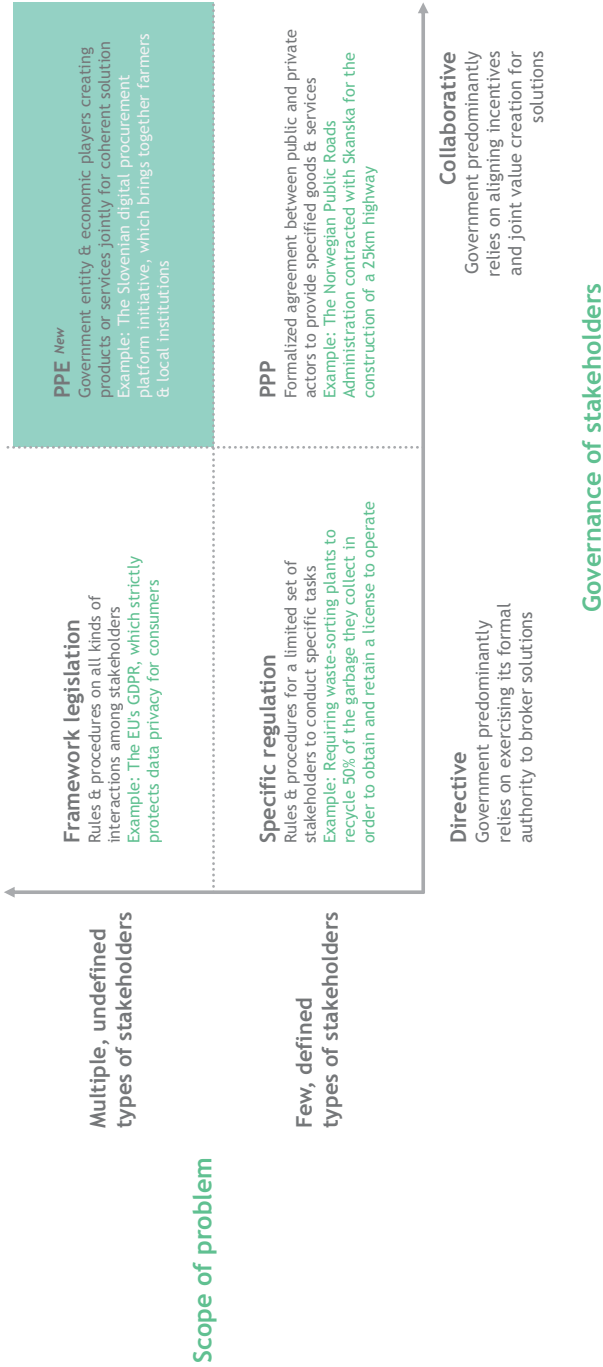 Scope of problem
Multiple, undefined
types of stakeholders
Framework legislation
Rules & procedures on all kinds of
interactions among stakeholders
Example: The EU's GDPR, which strictly
protects data privacy for consumers
PPE New
Government entity & economic players creating
products or services jointly for coherent solution
Example: The Slovenian digital procurement
platform initiative, which brings together farmers
& local institutions
Few, defined
types of stakeholders
Specific regulation
Rules & procedures for a limited set of
stakeholders to conduct specific tasks
Example: Requiring waste-sorting plants to
recycle 50% of the garbage they collect in
order to obtain and retain a license to operate
PPP
Formalized agreement between public and private
actors to provide specified goods & services
Example: The Norwegian Public Roads
Administration contracted with Skanska for the
construction of a 25km highway
Directive
Government predominantly
relies on exercising its formal
authority to broker solutions
Collaborative
Government predominantly
relies on aligning incentives
and joint value creation for
solutions
Governance of stakeholders